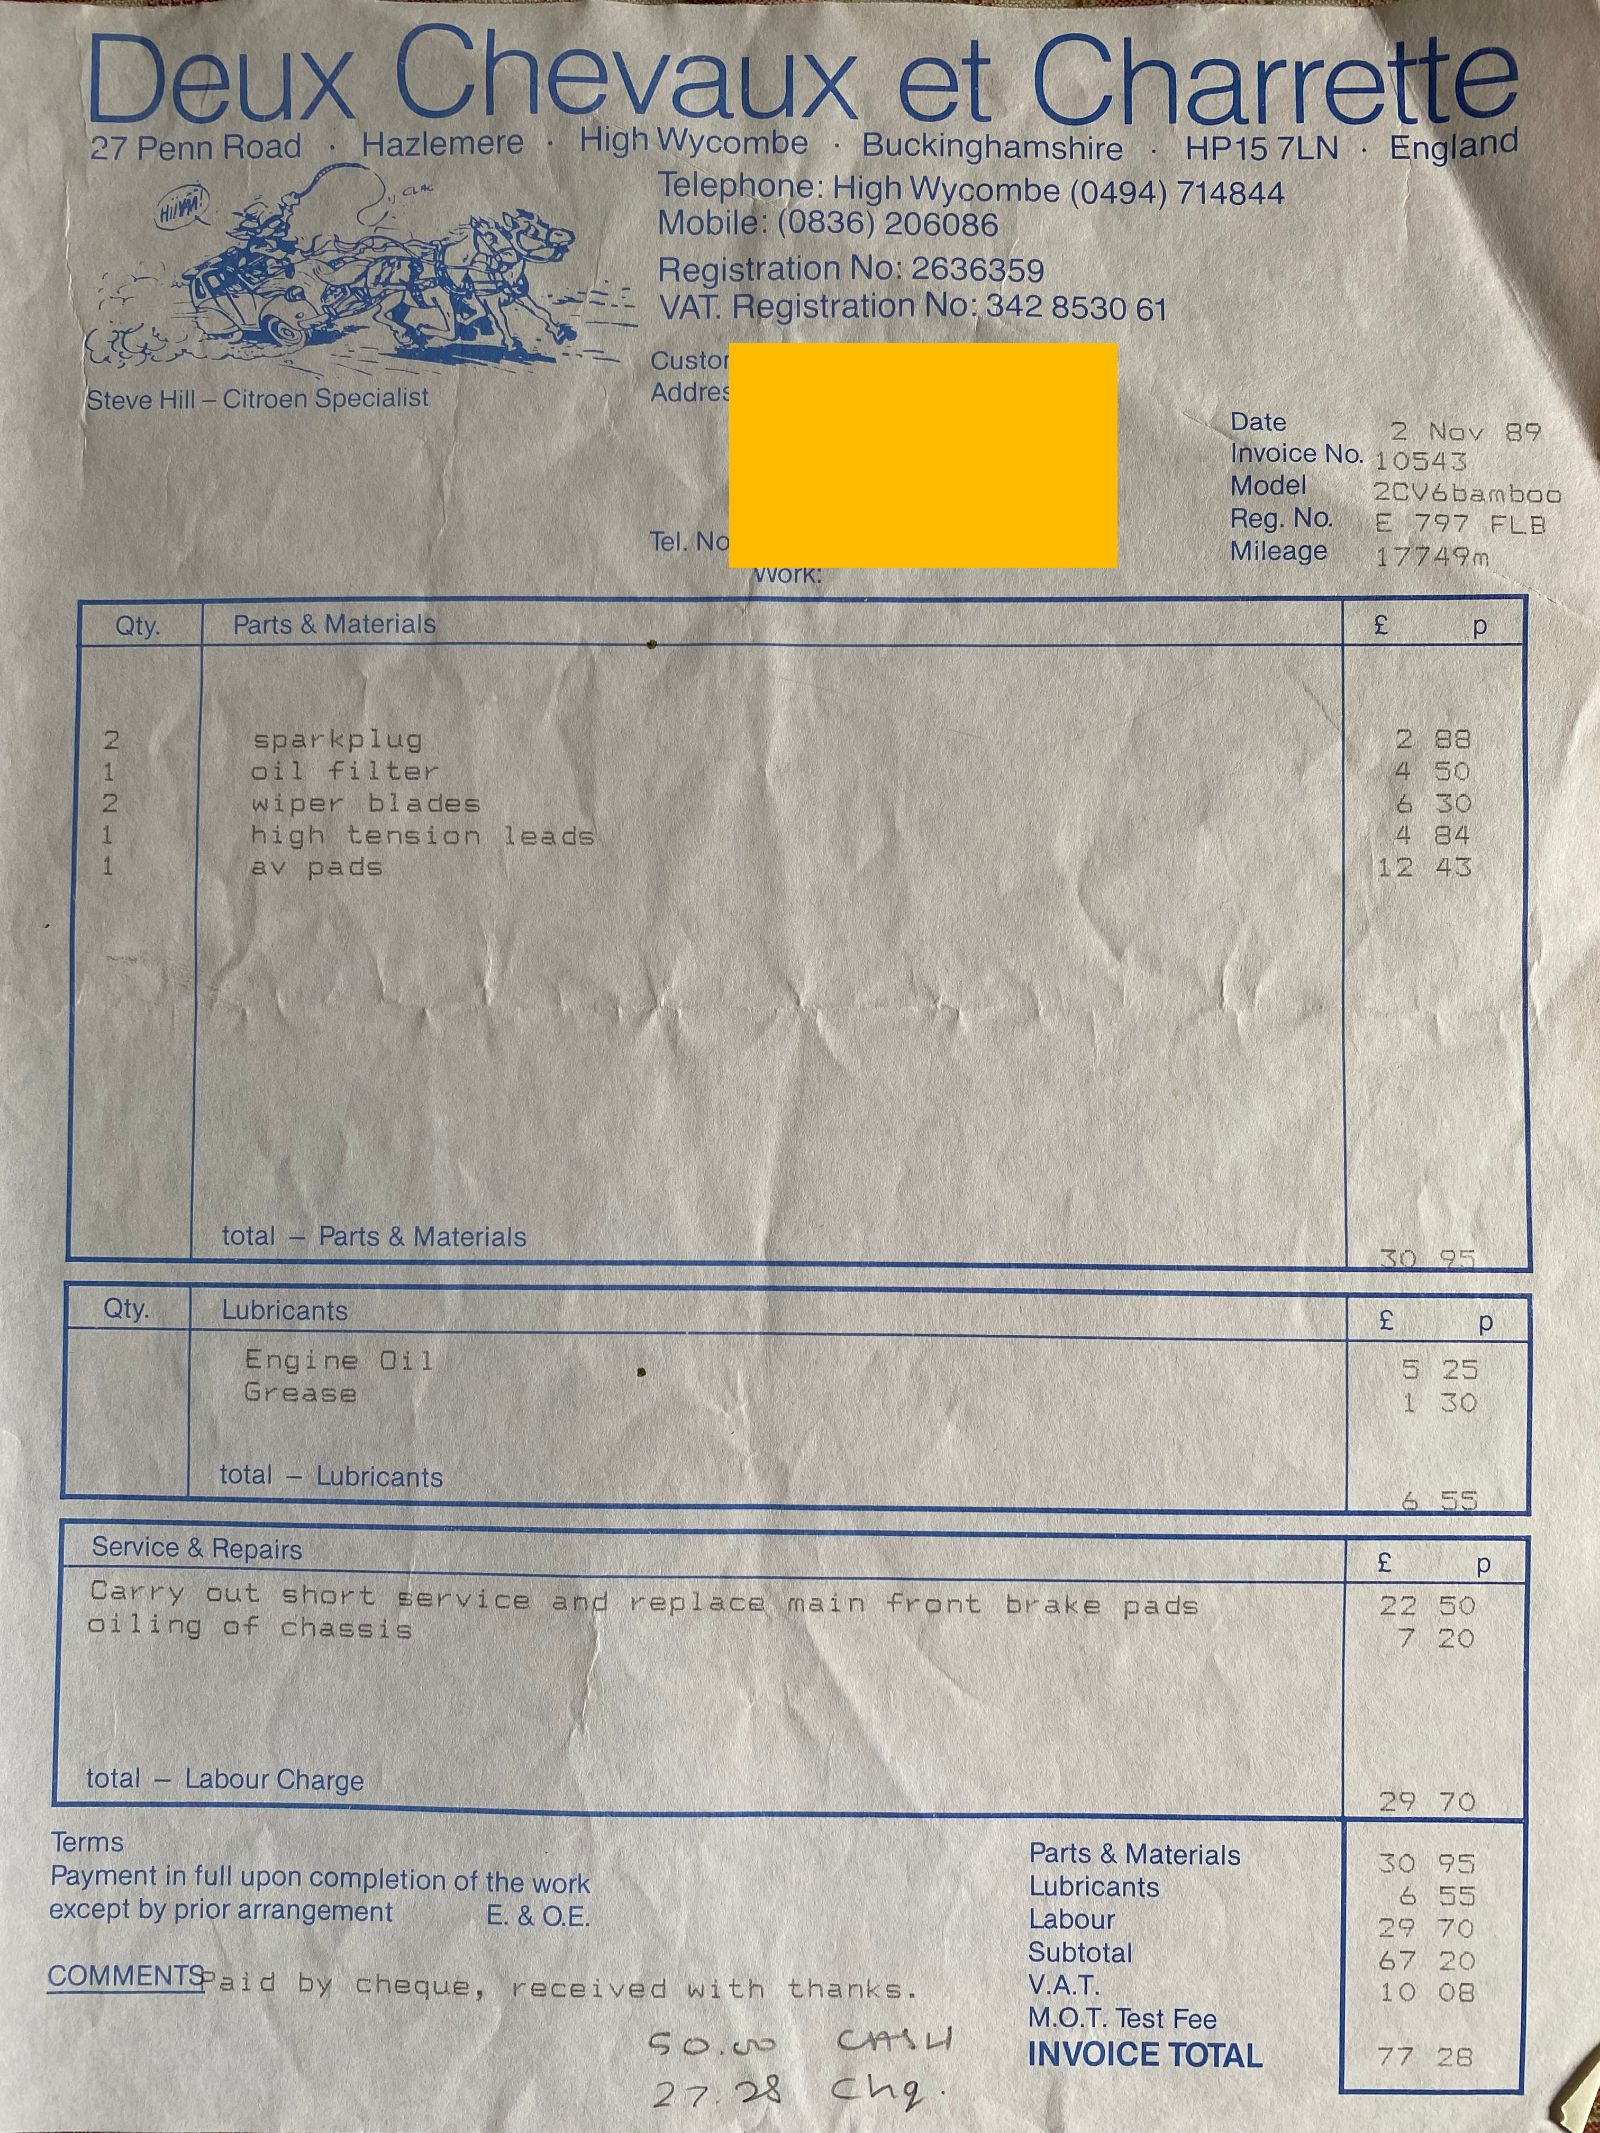 Deux Chevaux et Charrette
27 Penn Road · Hazlemere · High Wycombe · Buckinghamshire · HP15 7LN · England
HiiYAA!
CLAC
Telephone: High Wycombe (0494) 714844
Mobile: (0836) 206086
Registration No: 2636359
VAT. Registration No: 342 8530 61
Steve Hill – Citroen Specialist
Date 2 Nov 89
Invoice No. 10543
Model 2CV6bamboo
Reg. No. E 797 FLB
Mileage 17749m
Tel. No
Work:
Qty. Parts & Materials £ p
2 sparkplug 2 88
1 oil filter 4 50
2 wiper blades 6 30
1 high tension leads 4 84
1 av pads 12 43
total – Parts & Materials 30 95
Qty. Lubricants £ p
Engine Oil 5 25
Grease 1 30
total – Lubricants 6 55
Service & Repairs £ p
Carry out short service and replace main front brake pads 22 50
oiling of chassis 7 20
total – Labour Charge 29 70
Terms
Payment in full upon completion of the work
except by prior arrangement E. & O.E.
COMMENTS Paid by cheque, received with thanks.
50.00 CASH
27.28 Chq.
Parts & Materials 30 95
Lubricants 6 55
Labour 29 70
Subtotal 67 20
V.A.T. 10 08
M.O.T. Test Fee
INVOICE TOTAL 77 28